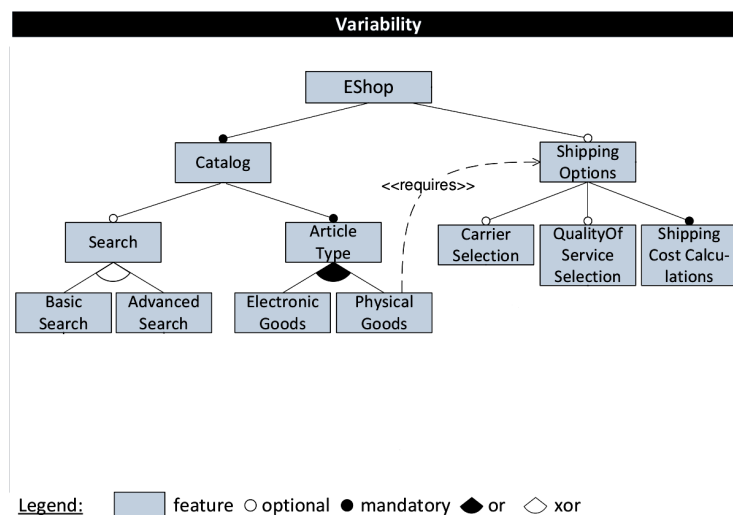 Variability
EShop
Catalog
Shipping
Options
<<requires>>
Search
Article
Type
Carrier
Selection
QualityOf
Service
Selection
Shipping
Cost Calcu-
lations
Basic
Search
Advanced
Search
Electronic
Goods
Physical
Goods
Legend: feature optional mandatory or xor